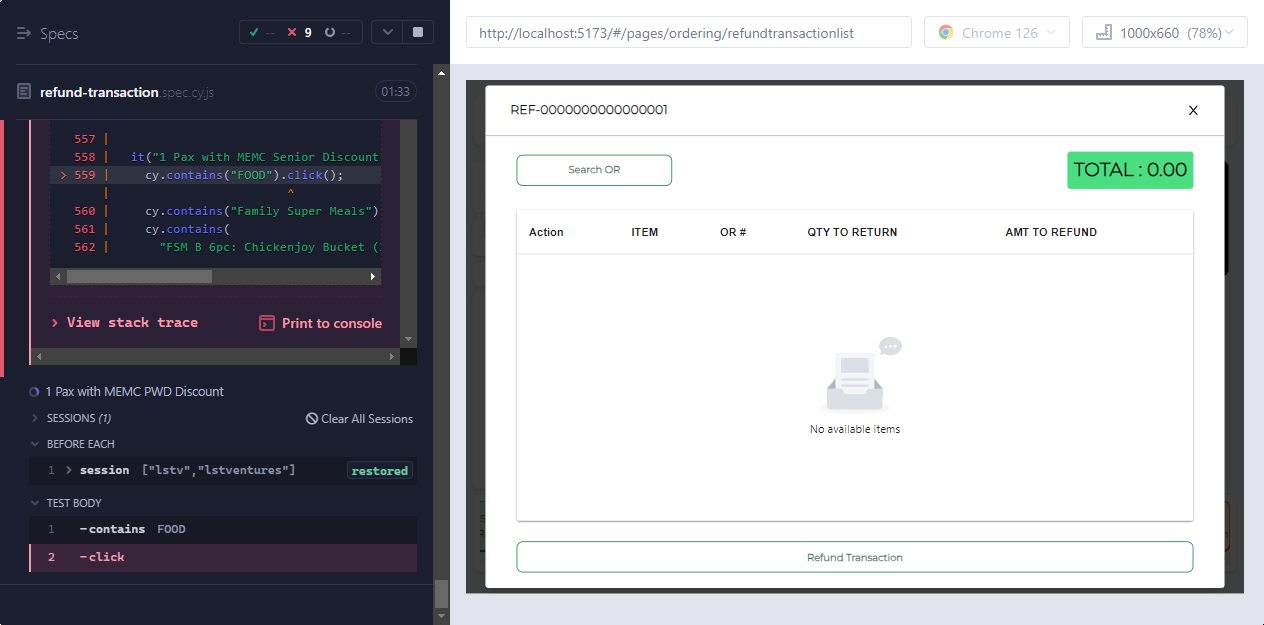 Specs
-- 9 --
refund-transaction.spec.cy.js 01:33
557 |
558 | it("1 Pax with MEMC Senior Discount
> 559 | cy.contains("FOOD").click();
| ^
560 | cy.contains("Family Super Meals")
561 | cy.contains(
562 | "FSM B 6pc: Chickenjoy Bucket (
> View stack trace
Print to console
1 Pax with MEMC PWD Discount
SESSIONS (1)
Clear All Sessions
BEFORE EACH
1 > session ["lstv","lstventures"] restored
TEST BODY
1 -contains FOOD
2 -click
http://localhost:5173/#/pages/ordering/refundtransactionlist
Chrome 126
1000x660 (78%)
REF-0000000000000001
X
Search OR
TOTAL : 0.00
Action ITEM OR # QTY TO RETURN AMT TO REFUND
No available items
Refund Transaction